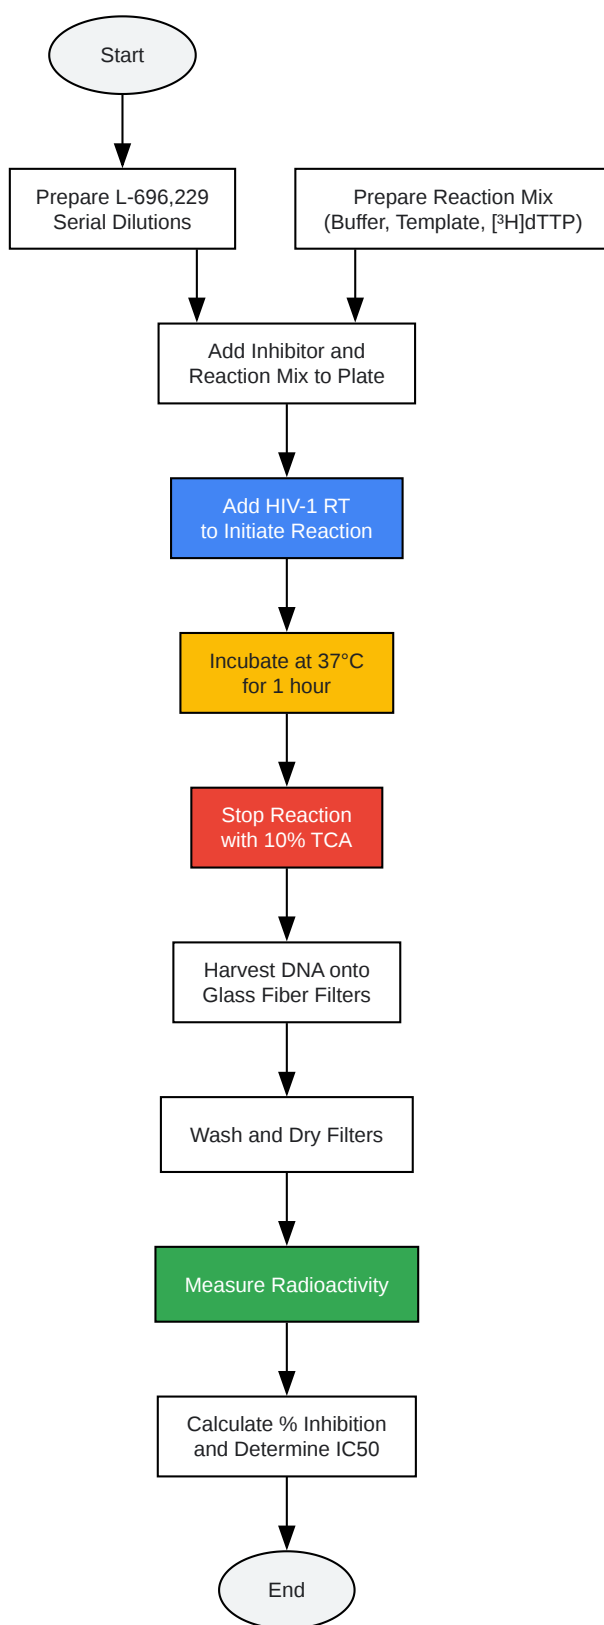 Start
Prepare L-696,229
Serial Dilutions
Prepare Reaction Mix
(Buffer, Template, [³H]dTTP)
Add Inhibitor and
Reaction Mix to Plate
Add HIV-1 RT
to Initiate Reaction
Incubate at 37°C
for 1 hour
Stop Reaction
with 10% TCA
Harvest DNA onto
Glass Fiber Filters
Wash and Dry Filters
Measure Radioactivity
Calculate % Inhibition
and Determine IC50
End